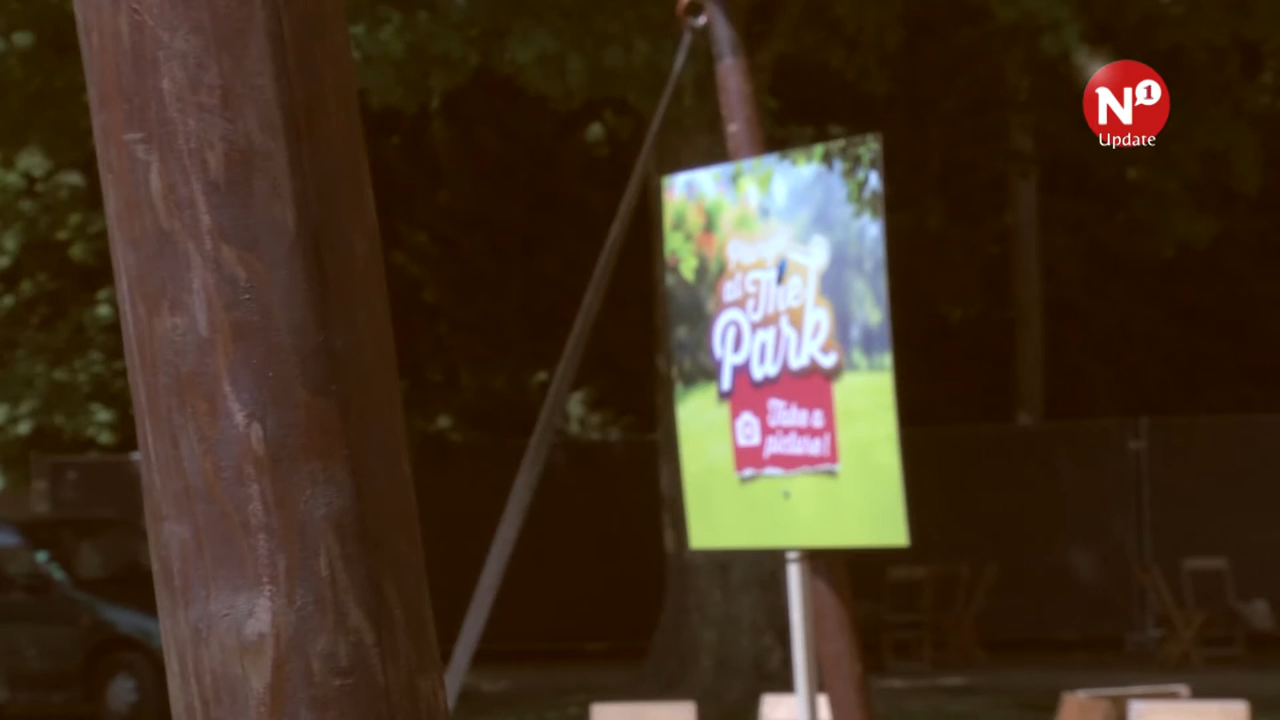 N1
Update
at
The
Park
Take a
picture!